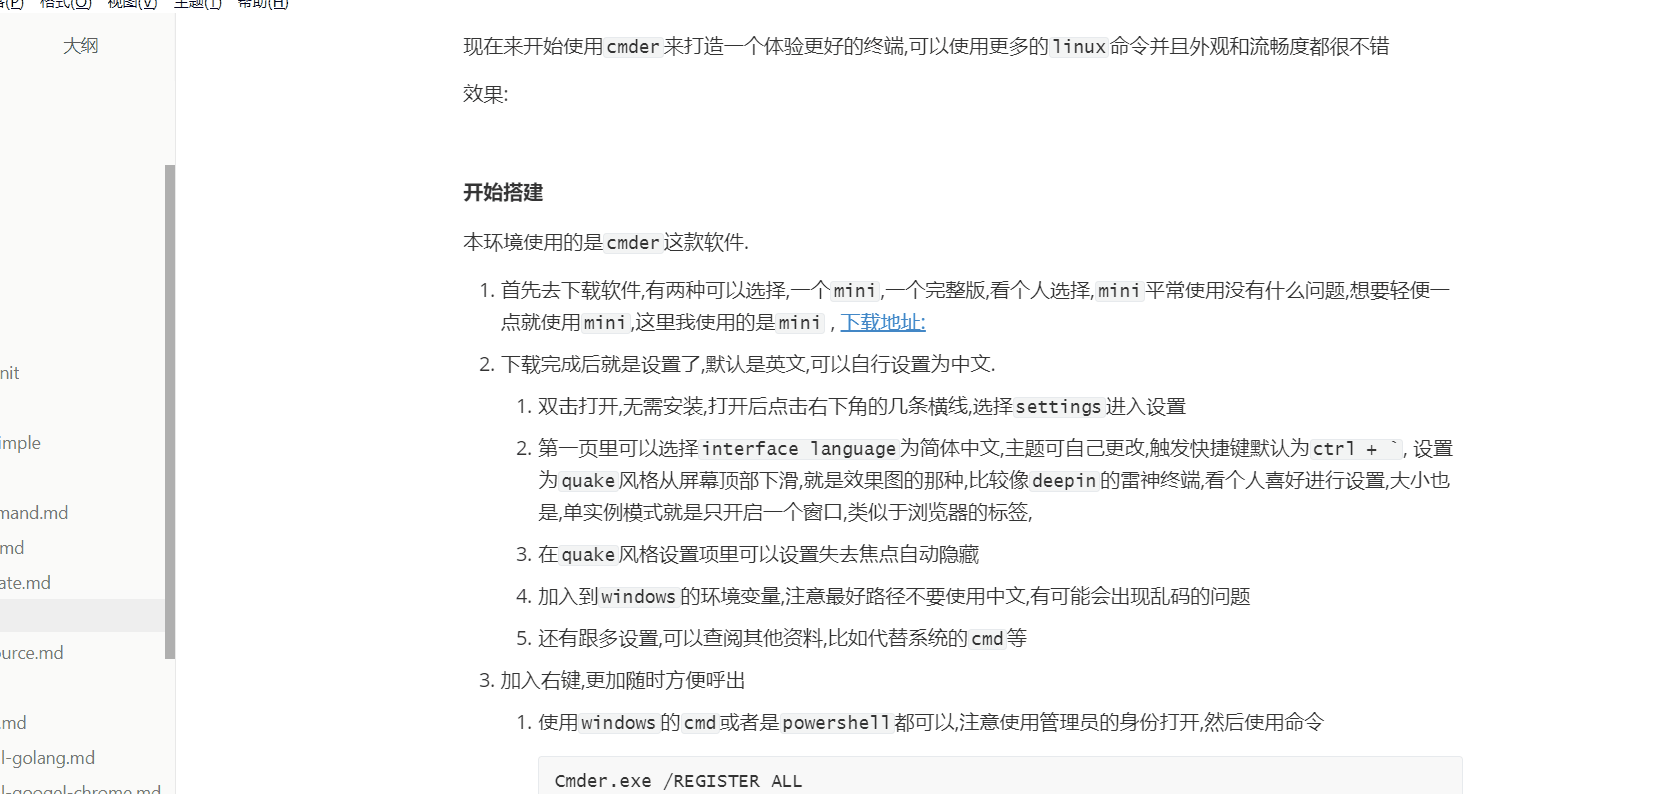 (P) 格式(O) 视图(V) 主题(T) 帮助(H)
大纲
nit
imple
mand.md
md
ate.md
ource.md
.md
l-golang.md
l-googel-chrome.md
现在来开始使用cmder来打造一个体验更好的终端,可以使用更多的linux命令并且外观和流畅度都很不错
效果:
开始搭建
本环境使用的是cmder这款软件.
1. 首先去下载软件,有两种可以选择,一个mini,一个完整版,看个人选择,mini平常使用没有什么问题,想要轻便一
点就使用mini,这里我使用的是mini , 下载地址:
2. 下载完成后就是设置了,默认是英文,可以自行设置为中文.
1. 双击打开,无需安装,打开后点击右下角的几条横线,选择settings进入设置
2. 第一页里可以选择interface language为简体中文,主题可自己更改,触发快捷键默认为ctrl + `, 设置
为quake风格从屏幕顶部下滑,就是效果图的那种,比较像deepin的雷神终端,看个人喜好进行设置,大小也
是,单实例模式就是只开启一个窗口,类似于浏览器的标签,
3. 在quake风格设置项里可以设置失去焦点自动隐藏
4. 加入到windows的环境变量,注意最好路径不要使用中文,有可能会出现乱码的问题
5. 还有跟多设置,可以查阅其他资料,比如代替系统的cmd等
3. 加入右键,更加随时方便呼出
1. 使用windows的cmd或者是powershell都可以,注意使用管理员的身份打开,然后使用命令
Cmder.exe /REGISTER ALL